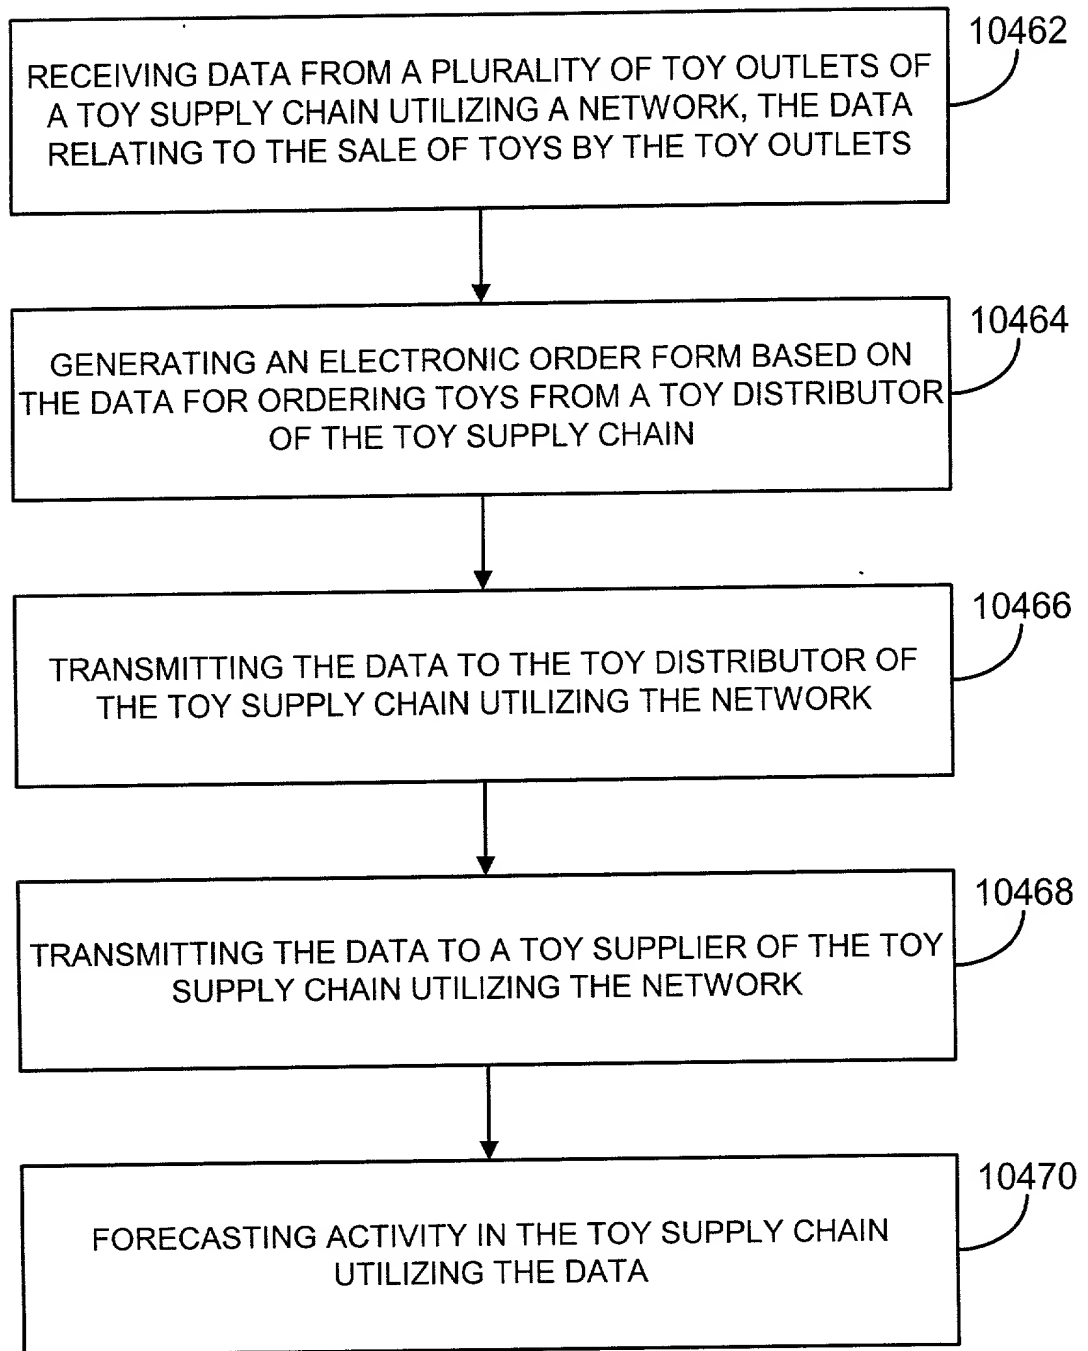 10462
RECEIVING DATA FROM A PLURALITY OF TOY OUTLETS OF
A TOY SUPPLY CHAIN UTILIZING A NETWORK, THE DATA
RELATING TO THE SALE OF TOYS BY THE TOY OUTLETS
10464
GENERATING AN ELECTRONIC ORDER FORM BASED ON
THE DATA FOR ORDERING TOYS FROM A TOY DISTRIBUTOR
OF THE TOY SUPPLY CHAIN
10466
TRANSMITTING THE DATA TO THE TOY DISTRIBUTOR OF
THE TOY SUPPLY CHAIN UTILIZING THE NETWORK
10468
TRANSMITTING THE DATA TO A TOY SUPPLIER OF THE TOY
SUPPLY CHAIN UTILIZING THE NETWORK
10470
FORECASTING ACTIVITY IN THE TOY SUPPLY CHAIN
UTILIZING THE DATA